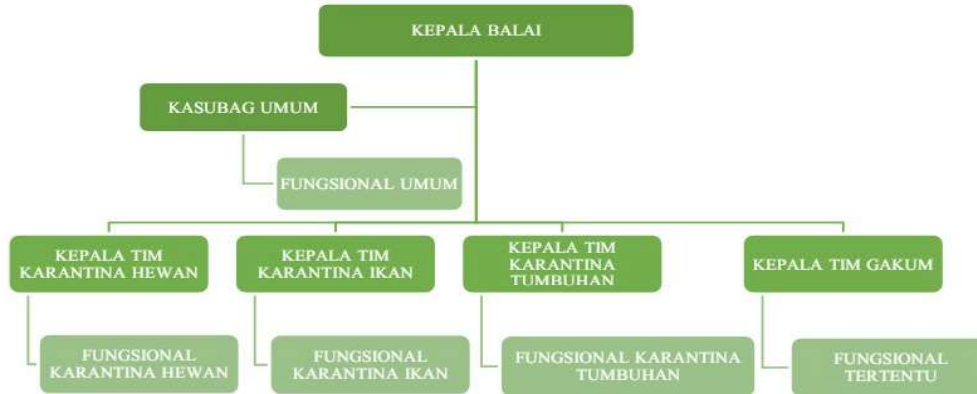 KEPALA BALAI
KASUBAG UMUM
FUNGSIONAL UMUM
KEPALA TIM
KARANTINA HEWAN
KEPALA TIM
KARANTINA IKAN
KEPALA TIM
KARANTINA
TUMBUHAN
KEPALA TIM GAKUM
FUNGSIONAL
KARANTINA HEWAN
FUNGSIONAL
KARANTINA IKAN
FUNGSIONAL KARANTINA
TUMBUHAN
FUNGSIONAL
TERTENTU